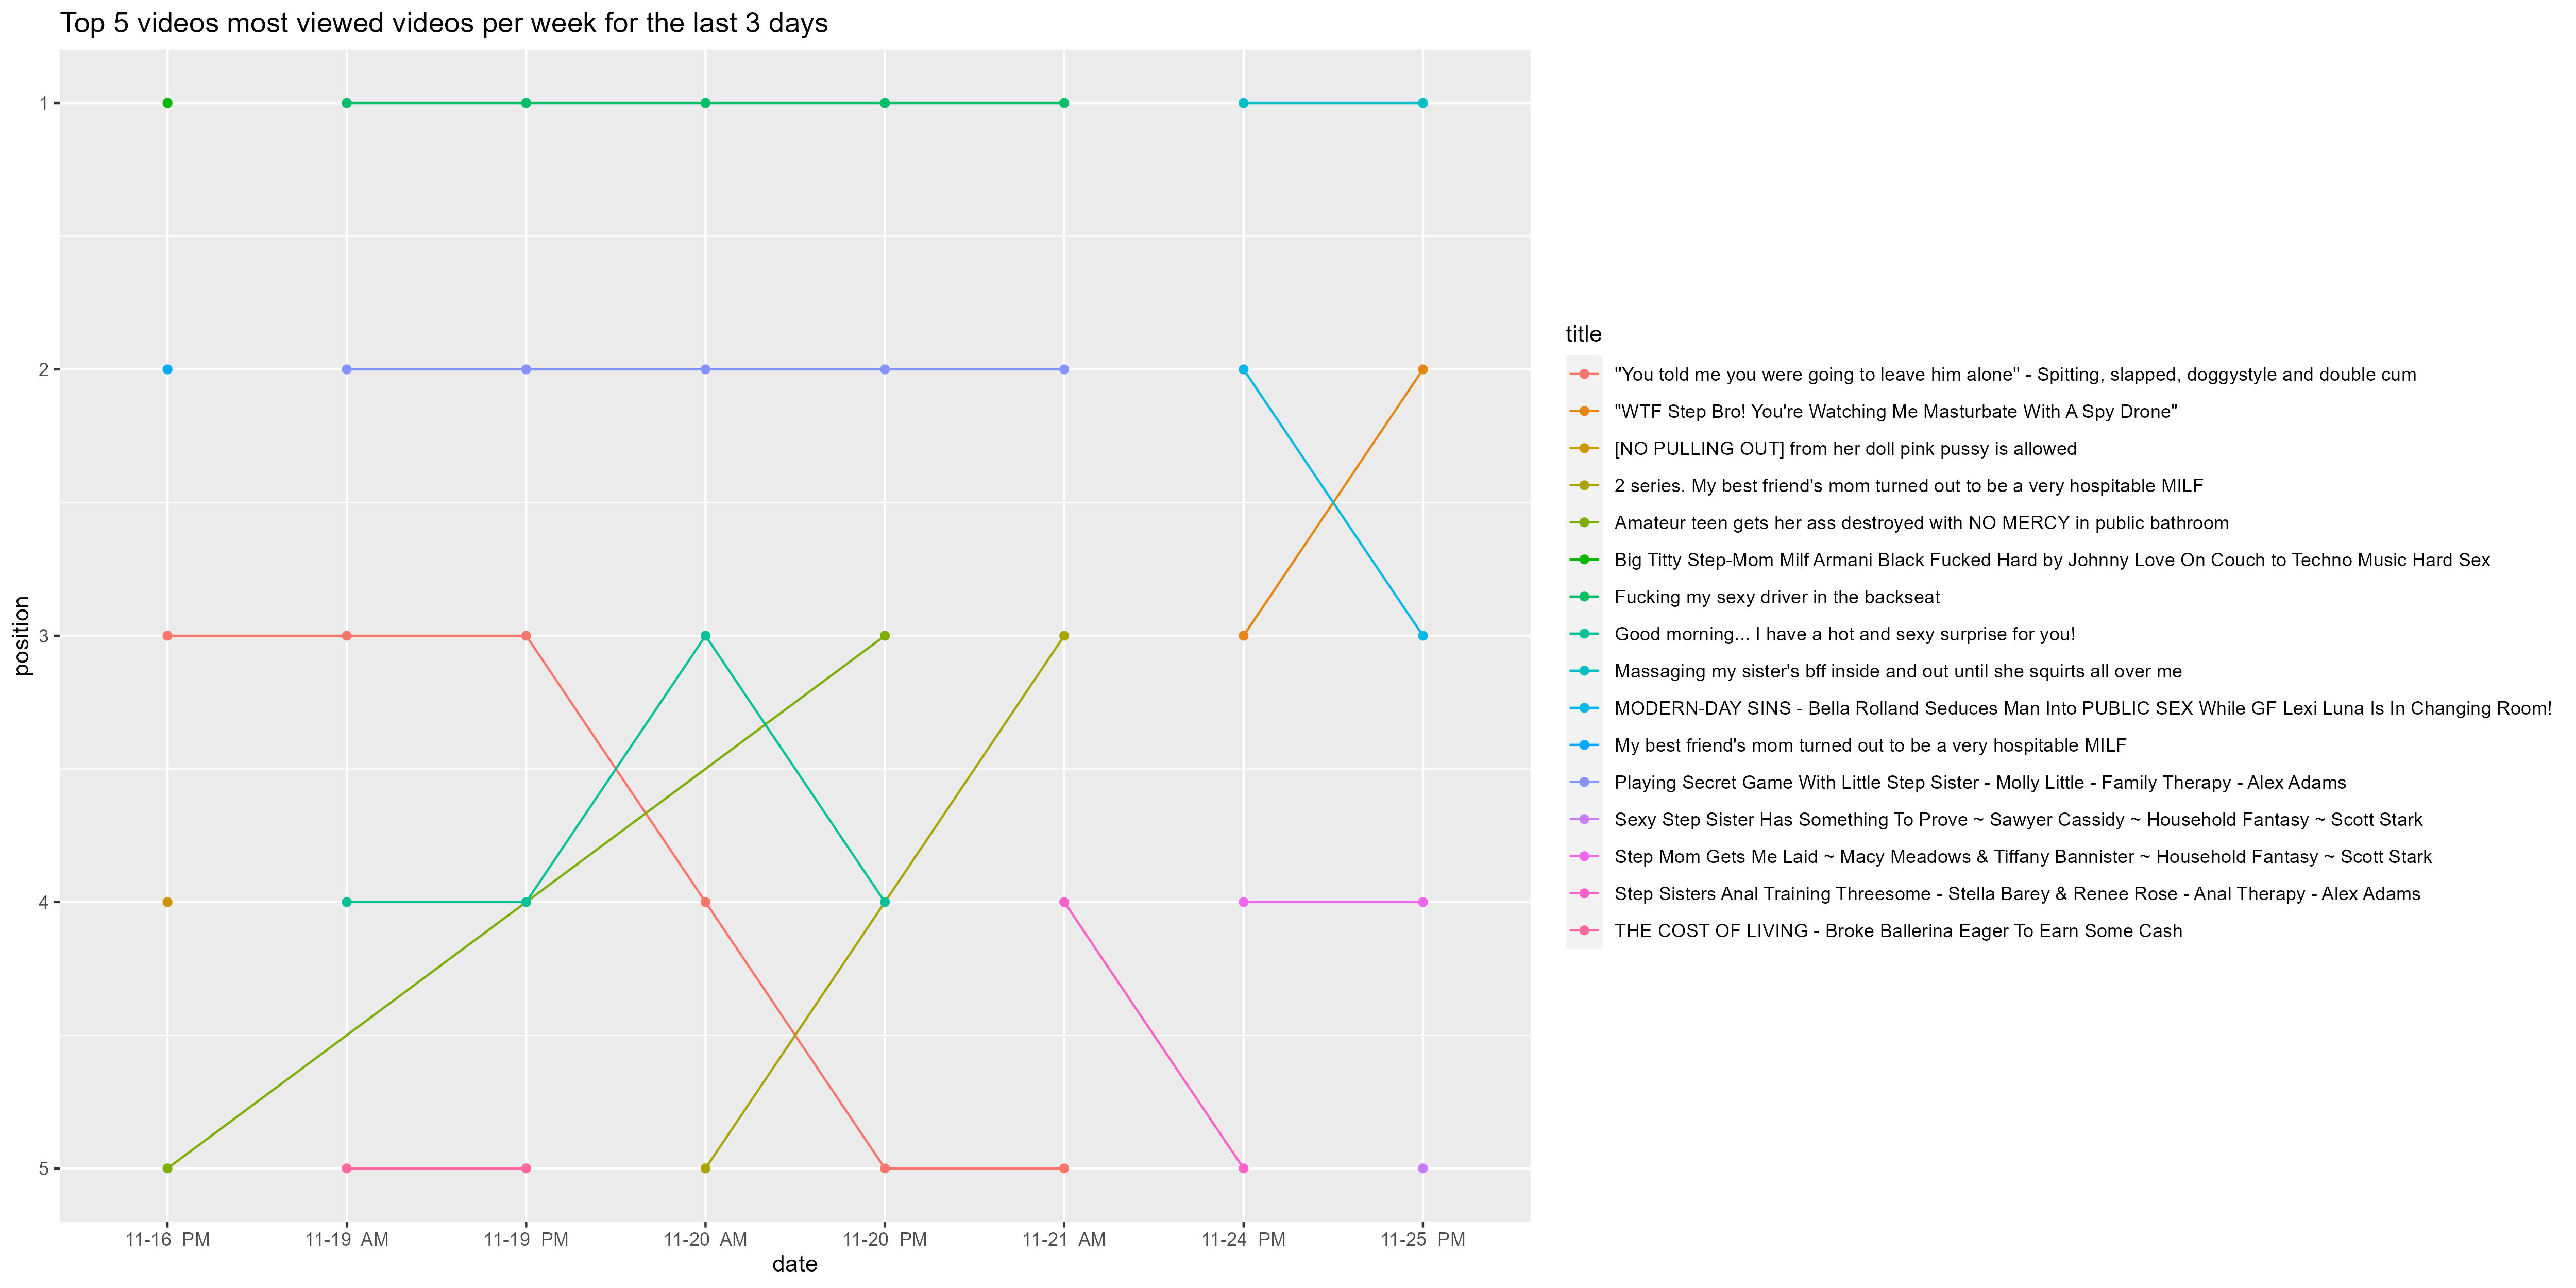 Top 5 videos most viewed videos per week for the last 3 days
position
1
2
3
4
5
11-16 PM
11-19 AM
11-19 PM
11-20 AM
11-20 PM
11-21 AM
11-24 PM
11-25 PM
date
title
"You told me you were going to leave him alone" - Spitting, slapped, doggystyle and double cum
"WTF Step Bro! You're Watching Me Masturbate With A Spy Drone"
[NO PULLING OUT] from her doll pink pussy is allowed
2 series. My best friend's mom turned out to be a very hospitable MILF
Amateur teen gets her ass destroyed with NO MERCY in public bathroom
Big Titty Step-Mom Milf Armani Black Fucked Hard by Johnny Love On Couch to Techno Music Hard Sex
Fucking my sexy driver in the backseat
Good morning... I have a hot and sexy surprise for you!
Massaging my sister's bff inside and out until she squirts all over me
MODERN-DAY SINS - Bella Rolland Seduces Man Into PUBLIC SEX While GF Lexi Luna Is In Changing Room!
My best friend's mom turned out to be a very hospitable MILF
Playing Secret Game With Little Step Sister - Molly Little - Family Therapy - Alex Adams
Sexy Step Sister Has Something To Prove ~ Sawyer Cassidy ~ Household Fantasy ~ Scott Stark
Step Mom Gets Me Laid ~ Macy Meadows & Tiffany Bannister ~ Household Fantasy ~ Scott Stark
Step Sisters Anal Training Threesome - Stella Barey & Renee Rose - Anal Therapy - Alex Adams
THE COST OF LIVING - Broke Ballerina Eager To Earn Some Cash